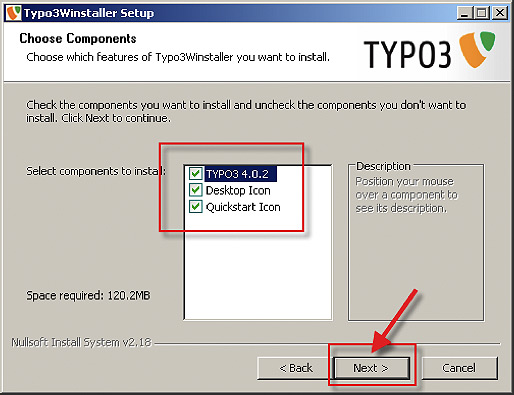 Typo3Winstaller Setup
Choose Components
Choose which features of Typo3Winstaller you want to install.
TYPO3
Check the components you want to install and uncheck the components you don't want to
install. Click Next to continue.
Select components to install:
TYPO3 4.0.2
Desktop Icon
Quickstart Icon
Description
Position your mouse
over a component to
see its description.
Space required: 120.2MB
Nullsoft Install System v2.18
< Back
Next >
Cancel